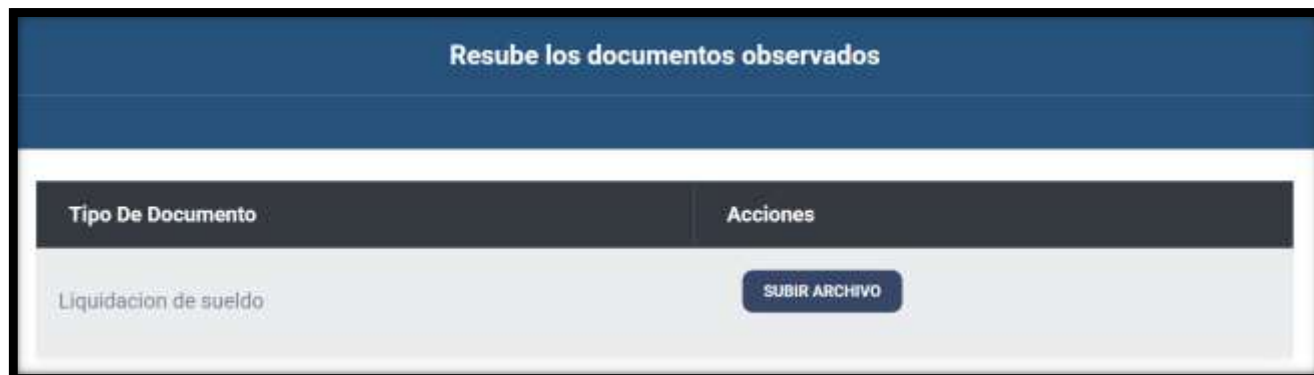 Resube los documentos observados
Tipo De Documento
Acciones
Liquidacion de sueldo
SUBIR ARCHIVO